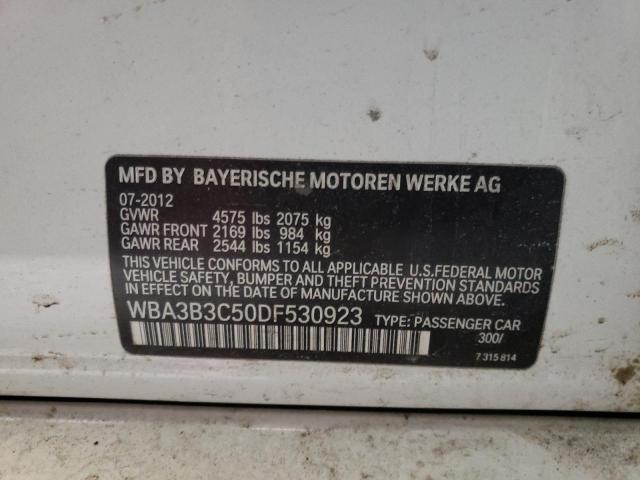 MFD BY BAYERISCHE MOTOREN WERKE AG
07-2012
GVWR 4575 lbs 2075 kg
GAWR FRONT 2169 lbs 984 kg
GAWR REAR 2544 lbs 1154 kg
THIS VEHICLE CONFORMS TO ALL APPLICABLE U.S.FEDERAL MOTOR
VEHICLE SAFETY, BUMPER AND THEFT PREVENTION STANDARDS
IN EFFECT ON THE DATE OF MANUFACTURE SHOWN ABOVE.
WBA3B3C50DF530923 TYPE: PASSENGER CAR
300/
7 315 814